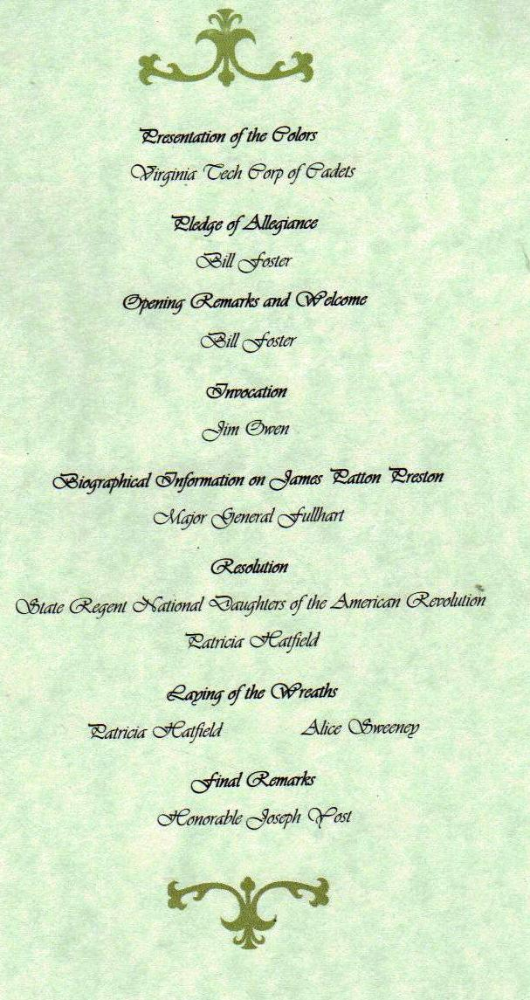 Presentation of the Colors
Virginia Tech Corp of Cadets
Pledge of Allegiance
Bill Foster
Opening Remarks and Welcome
Bill Foster
Invocation
Jim Owen
Biographical Information on James Patton Preston
Major General Fullhart
Resolution
State Regent National Daughters of the American Revolution
Patricia Hatfield
Laying of the Wreaths
Patricia Hatfield Alice Sweeney
Final Remarks
Honorable Joseph Yost